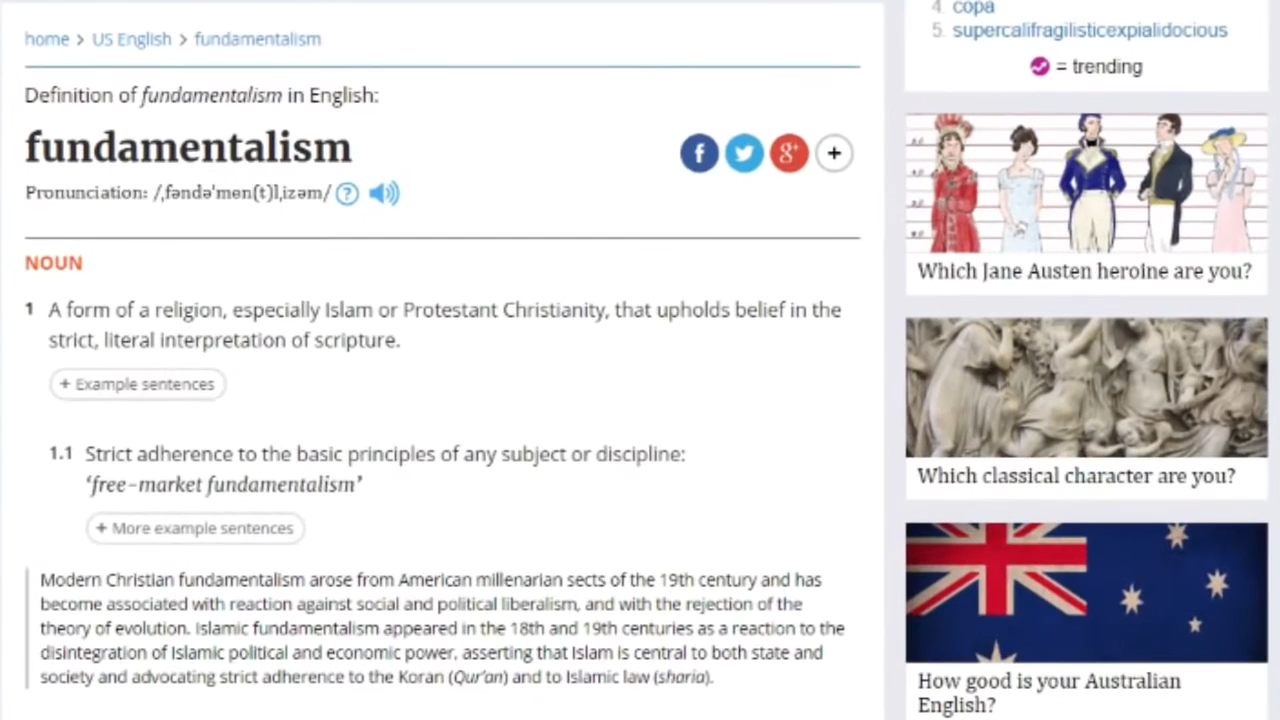 home > US English > fundamentalism
Definition of fundamentalism in English:
fundamentalism
Pronunciation: /ˌfəndəˈmən(t)lˌizəm/ ?
f g+ +
NOUN
1 A form of a religion, especially Islam or Protestant Christianity, that upholds belief in the
strict, literal interpretation of scripture.
+ Example sentences
1.1 Strict adherence to the basic principles of any subject or discipline:
‘free-market fundamentalism’
+ More example sentences
Modern Christian fundamentalism arose from American millenarian sects of the 19th century and has
become associated with reaction against social and political liberalism, and with the rejection of the
theory of evolution. Islamic fundamentalism appeared in the 18th and 19th centuries as a reaction to the
disintegration of Islamic political and economic power, asserting that Islam is central to both state and
society and advocating strict adherence to the Koran (Qur’an) and to Islamic law (sharia).
4. copa
5. supercalifragilisticexpialidocious
= trending
Which Jane Austen heroine are you?
Which classical character are you?
How good is your Australian
English?